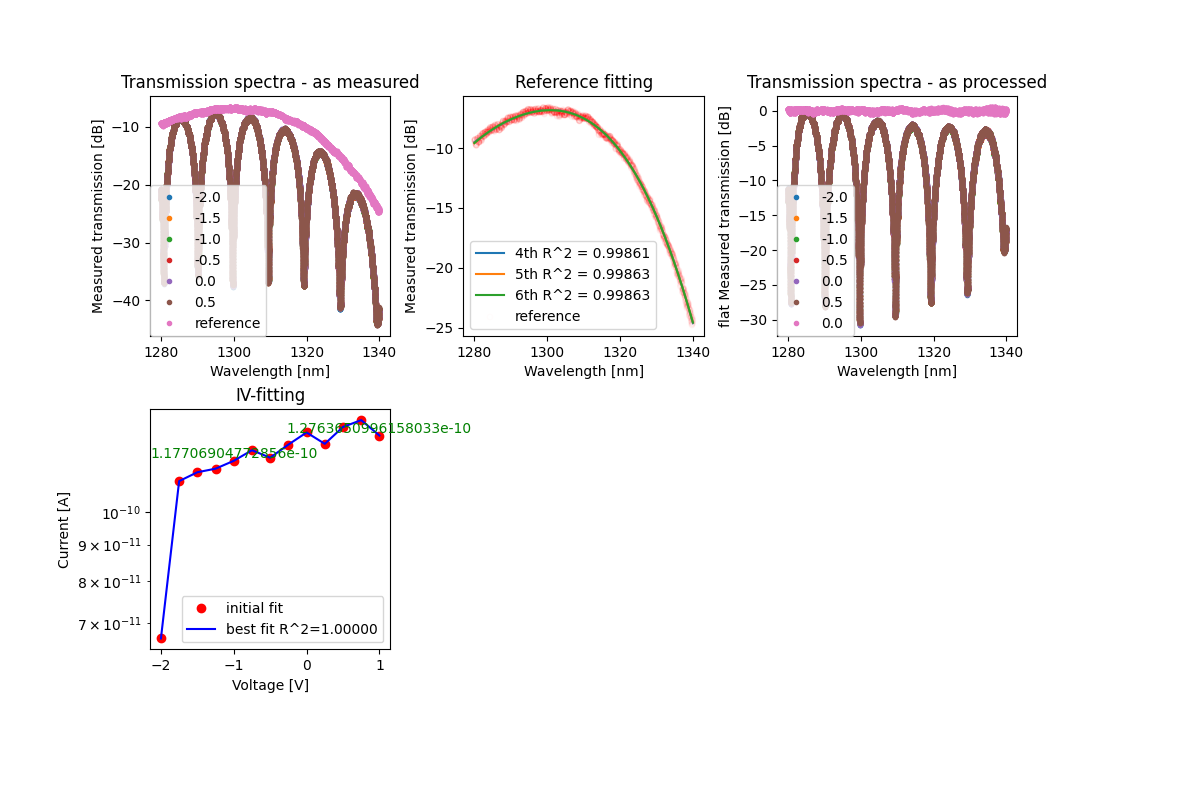 Transmission spectra - as measured
Measured transmission [dB]
−10
−20
−30
−40
-2.0
-1.5
-1.0
-0.5
0.0
0.5
reference
1280 1300 1320 1340
Wavelength [nm]
Reference fitting
Measured transmission [dB]
−10
−15
−20
−25
4th R^2 = 0.99861
5th R^2 = 0.99863
6th R^2 = 0.99863
reference
1280 1300 1320 1340
Wavelength [nm]
Transmission spectra - as processed
flat Measured transmission [dB]
0
−5
−10
−15
−20
−25
−30
-2.0
-1.5
-1.0
-0.5
0.0
0.5
0.0
1280 1300 1320 1340
Wavelength [nm]
IV-fitting
Current [A]
10⁻¹⁰
9 × 10⁻¹¹
8 × 10⁻¹¹
7 × 10⁻¹¹
initial fit
best fit R^2=1.00000
−2 −1 0 1
Voltage [V]